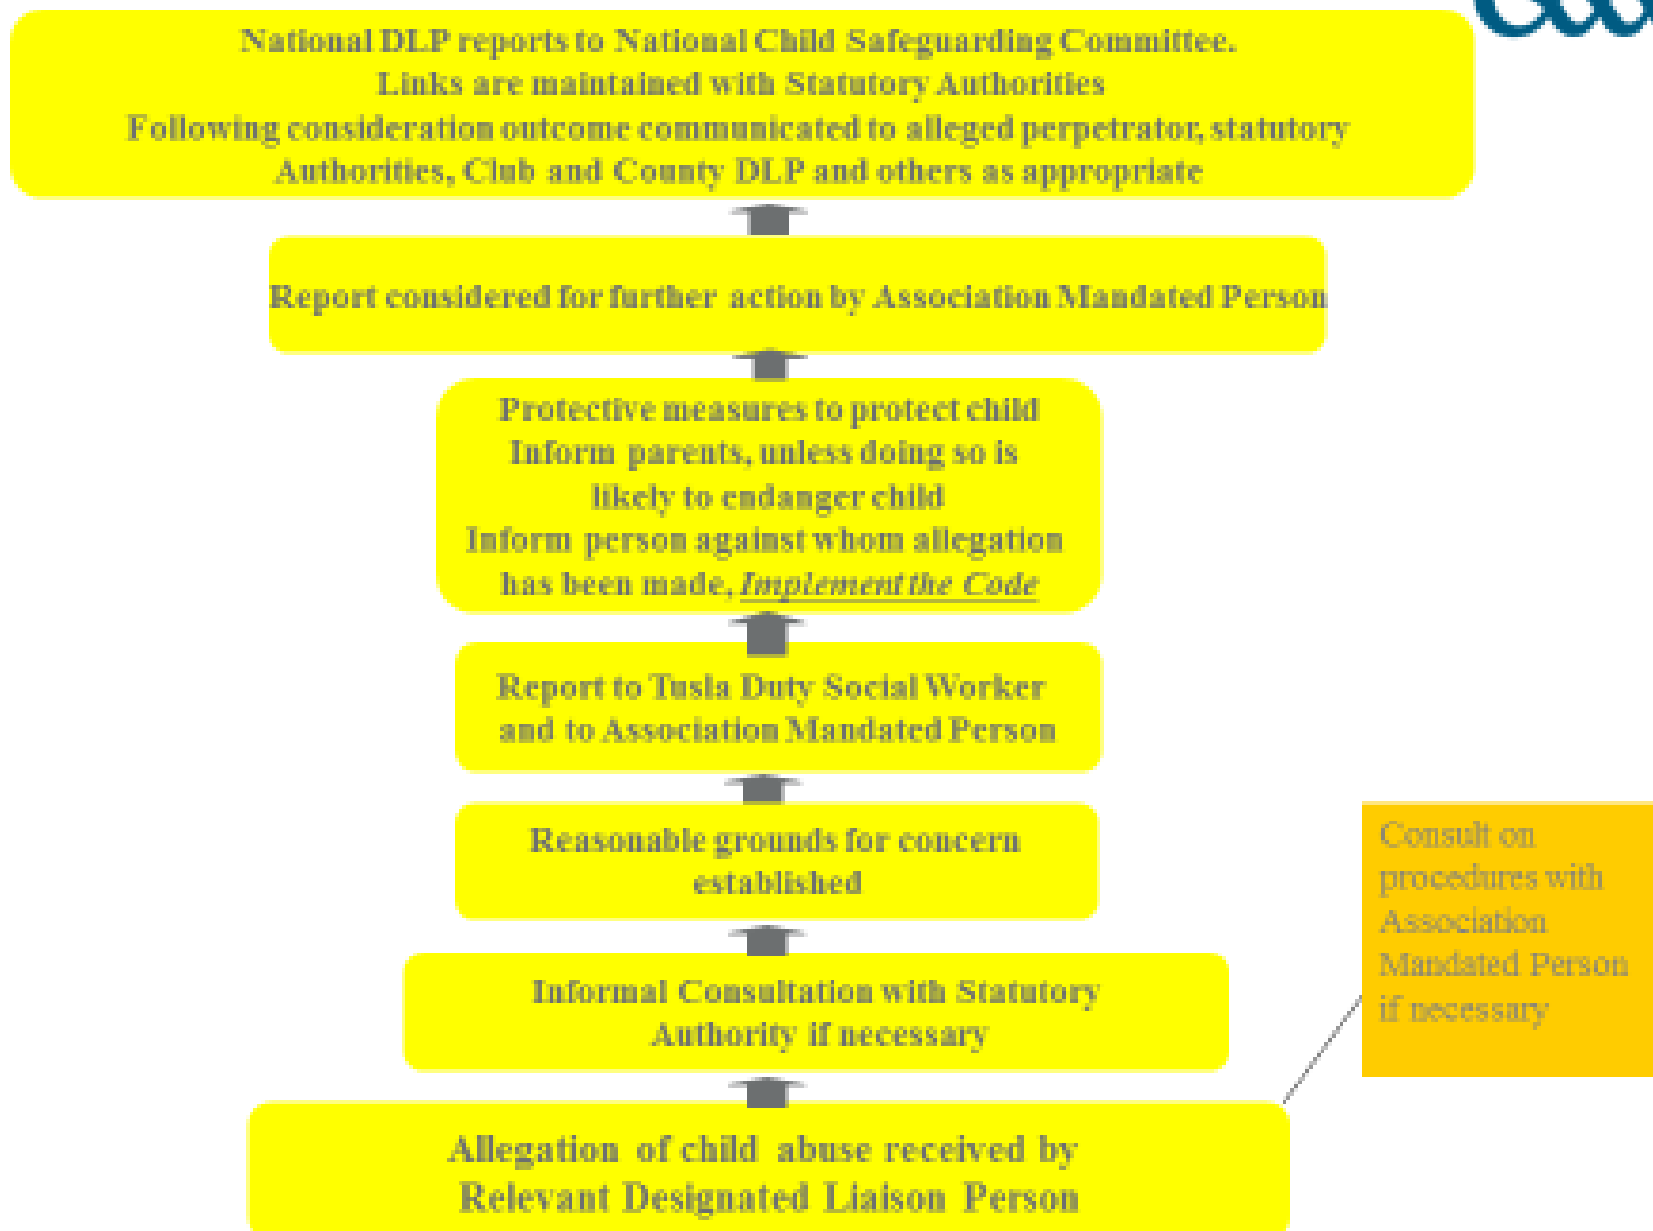 National DLP reports to National Child Safeguarding Committee.
Links are maintained with Statutory Authorities
Following consideration outcome communicated to alleged perpetrator, statutory
Authorities, Club and County DLP and others as appropriate
Report considered for further action by Association Mandated Person
Protective measures to protect child
Inform parents, unless doing so is
likely to endanger child
Inform person against whom allegation
has been made, Implement the Code
Report to Tusla Duty Social Worker
and to Association Mandated Person
Reasonable grounds for concern
established
Consult on
procedures with
Association
Mandated Person
if necessary
Informal Consultation with Statutory
Authority if necessary
Allegation of child abuse received by
Relevant Designated Liaison Person